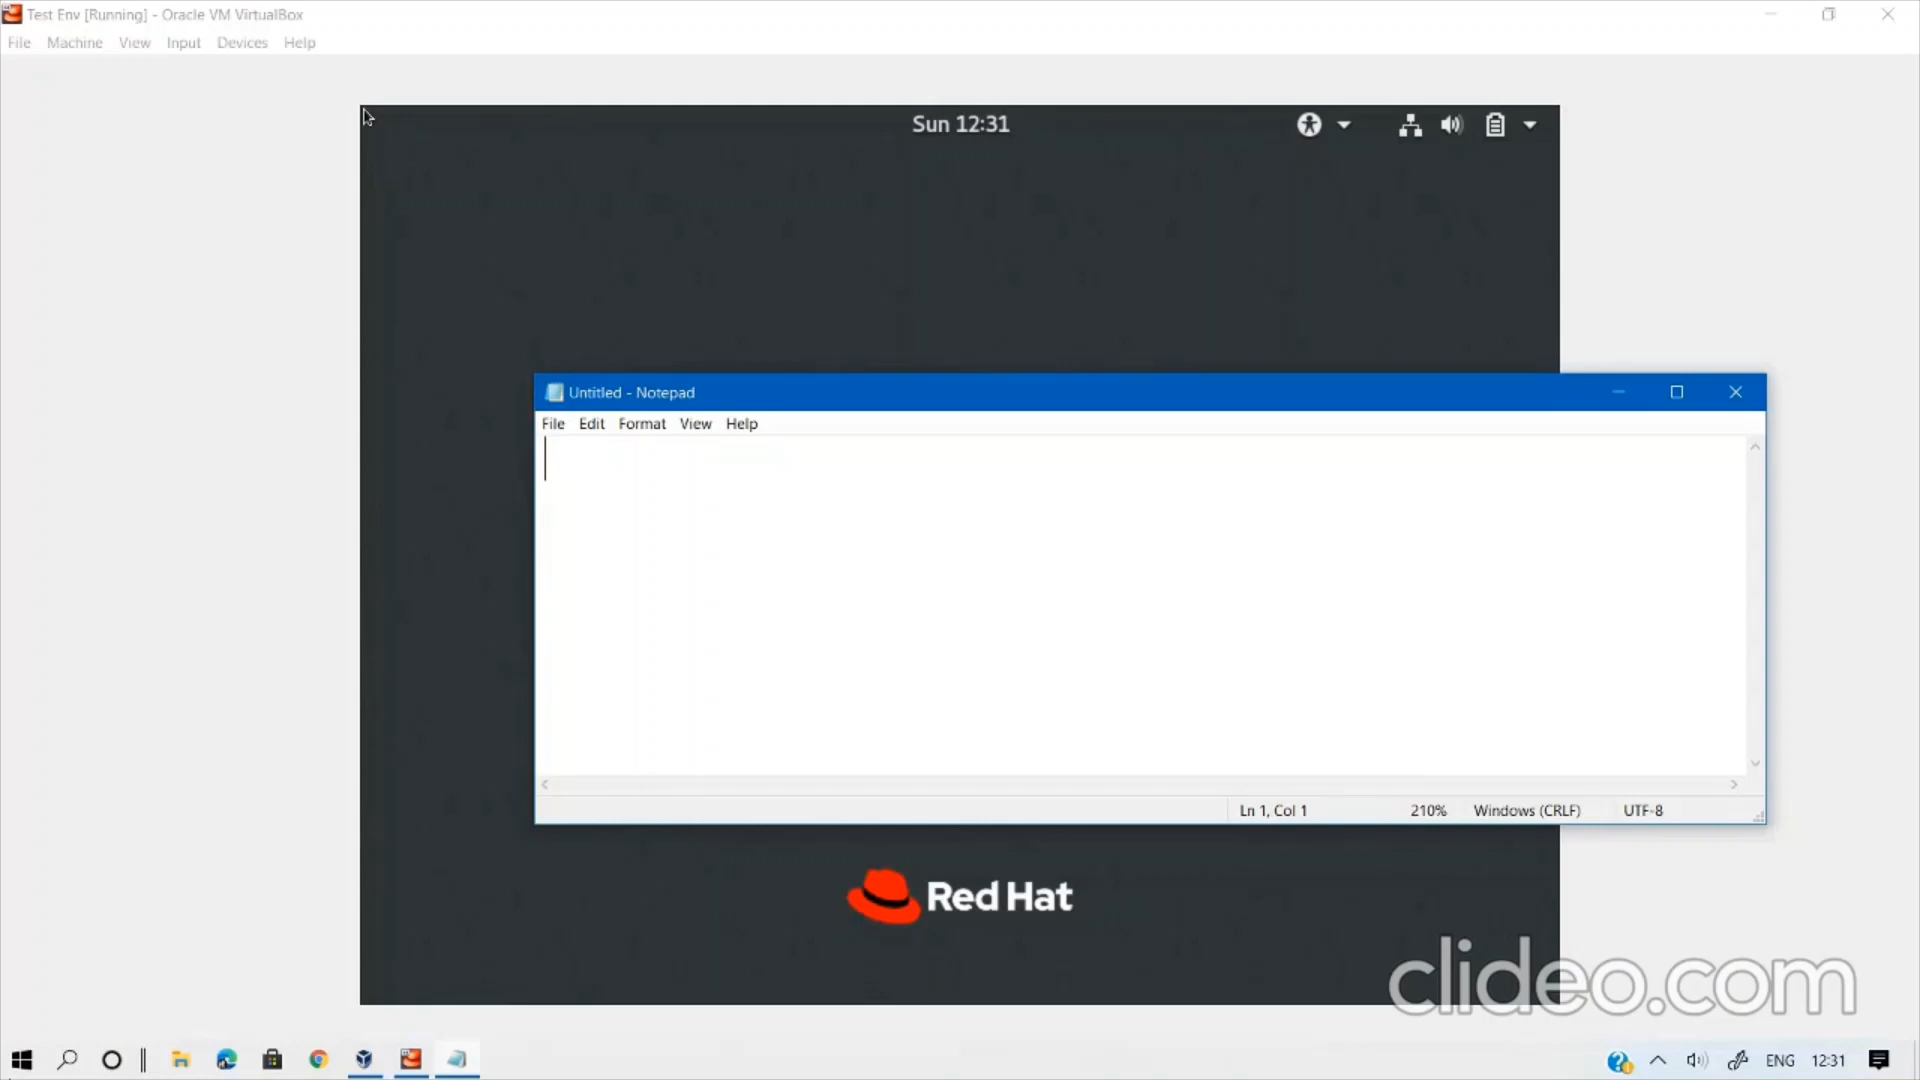 Test Env [Running] - Oracle VM VirtualBox
File Machine View Input Devices Help
Sun 12:31
Untitled - Notepad
File Edit Format View Help
Ln 1, Col 1 210% Windows (CRLF) UTF-8
Red Hat
clideo.com
ENG 12:31